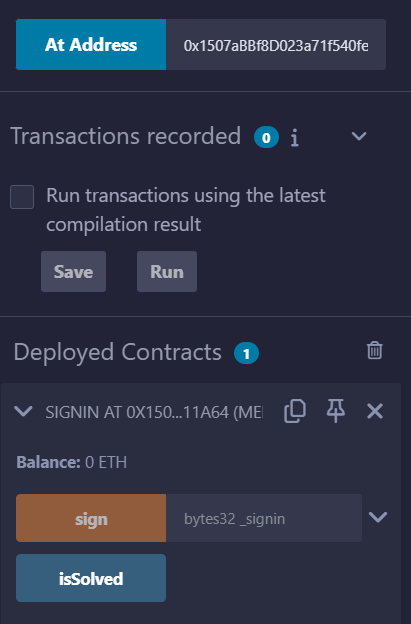 At Address 0x1507aBBf8D023a71f540fe
Transactions recorded 0 i
Run transactions using the latest
compilation result
Save Run
Deployed Contracts 1
SIGNIN AT 0X150...11A64 (MEI
Balance: 0 ETH
sign bytes32 _signin
isSolved